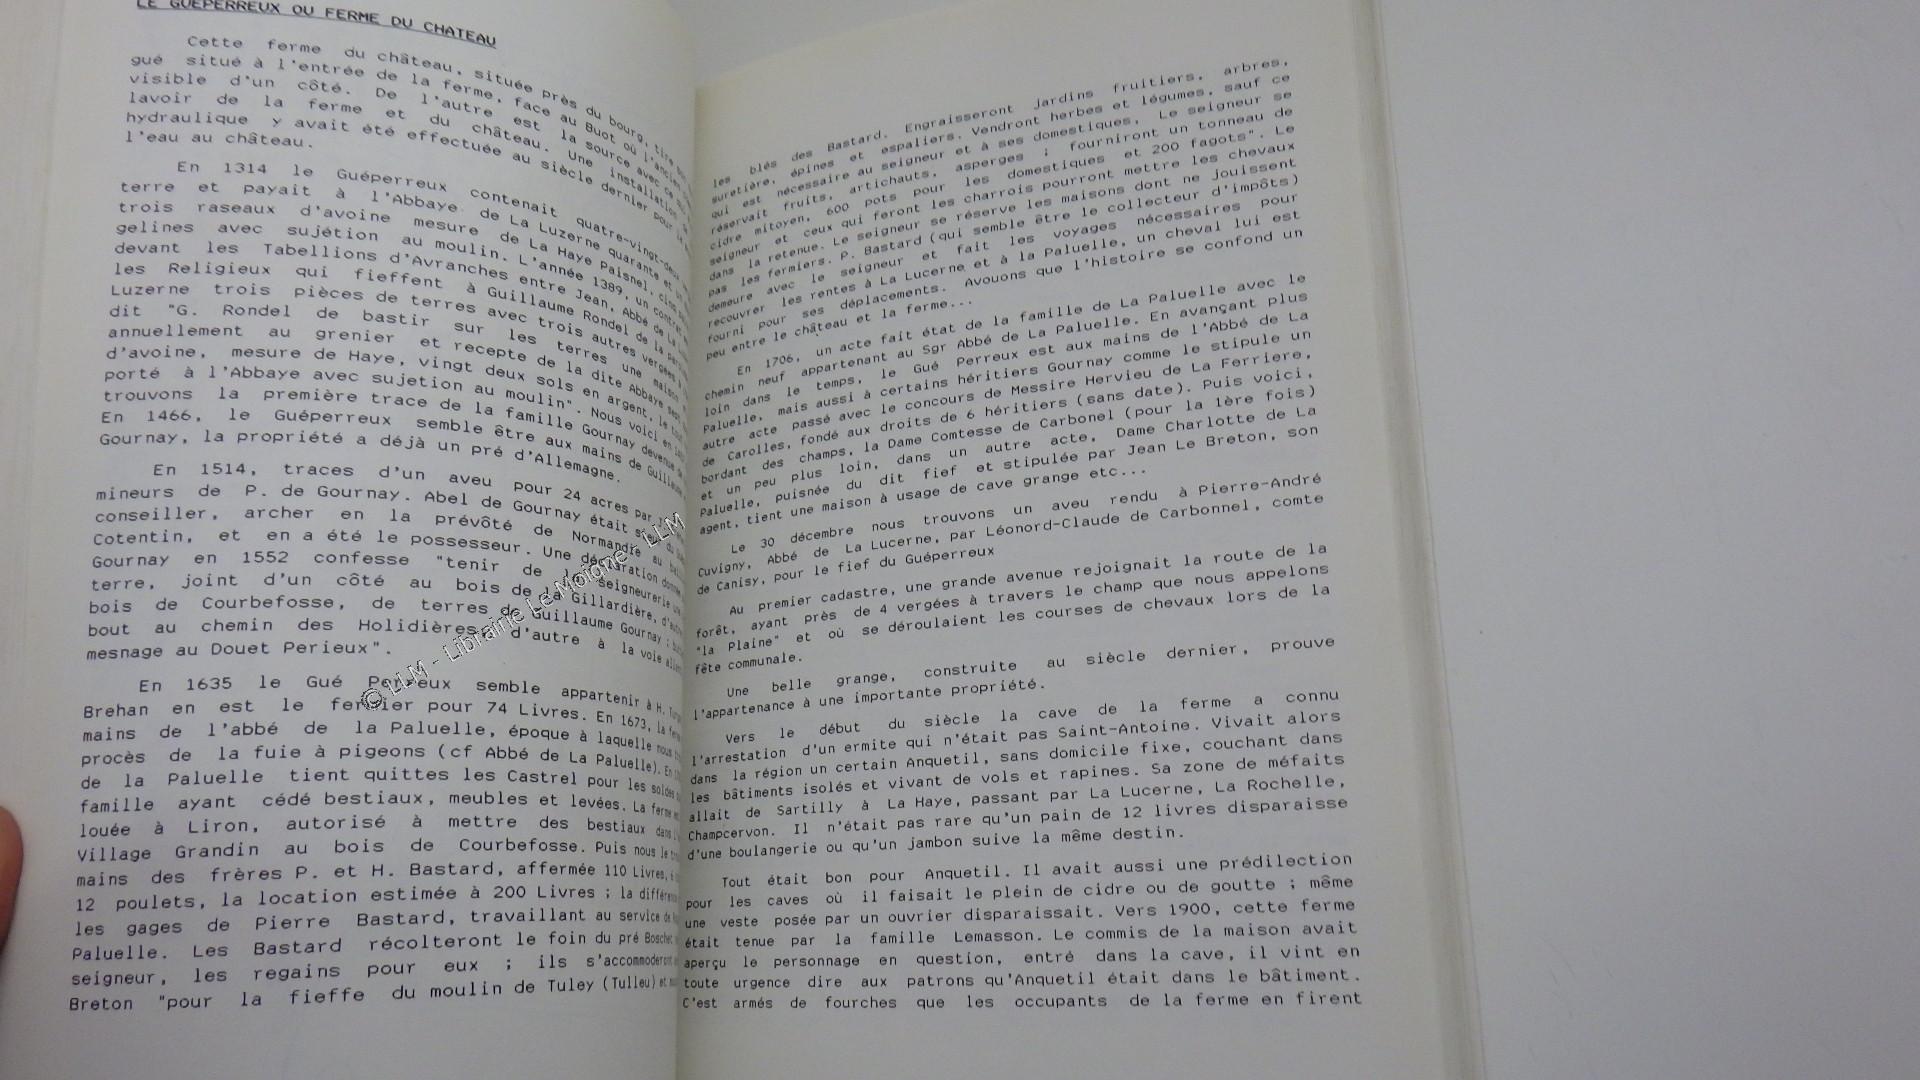 LE GUEPERREUX OU FERME DU CHATEAU
Cette ferme du château, située près du bourg, tire
gué situé à l'entrée de la ferme, face au Buot où l'ancien
visible d'un côté. De l'autre est la source avec
lavoir de la ferme et du château. Une installation
hydraulique y avait été effectuée au siècle dernier pour
l'eau au château.
En 1314 le Guéperreux contenait quatre-vingt-deux
terre et payait à l'Abbaye de La Luzerne quarante et un
trois raseaux d'avoine mesure de La Haye Paisnel, cinq
gelines avec sujétion au moulin. L'année 1389, un contrat
devant les Tabellions d'Avranches entre Jean, Abbé de La
les Religieux qui fieffent à Guillaume Rondel de la
Luzerne trois pièces de terres avec trois autres vergées
dit "G. Rondel de bastir sur les terres une maison
annuellement au grenier et recepte de la dite Abbaye
d'avoine, mesure de Haye, vingt deux sols en argent, le tout
porté à l'Abbaye avec sujetion au moulin". Nous voici en
trouvons la première trace de la famille Gournay devenue
En 1466, le Guéperreux semble être aux mains de Guillaume
Gournay, la propriété a déjà un pré d'Allemagne.
En 1514, traces d'un aveu pour 24 acres par
mineurs de P. de Gournay. Abel de Gournay était sieur du
conseiller, archer en la prévôté de Normandie au
Cotentin, et en a été le possesseur. Une déclaration
Gournay en 1552 confesse "tenir de la seigneurerie une
terre, joint d'un côté au bois de la Gillardière, d'autre
bois de Courbefosse, de terres de Guillaume Gournay ;
bout au chemin des Holidières, d'autre à la voie
mesnage au Douet Perieux".
En 1635 le Gué Perreux semble appartenir à H.
Brehan en est le fermier pour 74 Livres. En 1673, la ferme
mains de l'abbé de la Paluelle, époque à laquelle nous
procès de la fuie à pigeons (cf Abbé de La Paluelle). En
de la Paluelle tient quittes les Castrel pour les soldes
famille ayant cédé bestiaux, meubles et levées. La ferme
louée à Liron, autorisé à mettre des bestiaux dans
Village Grandin au bois de Courbefosse. Puis nous le
mains des frères P. et H. Bastard, affermée 110 Livres,
12 poulets, la location estimée à 200 Livres ; la
les gages de Pierre Bastard, travaillant au service de
Paluelle. Les Bastard récolteront le foin du pré Boschet
seigneur, les regains pour eux ; ils s'accommoderont
Breton "pour la fieffe du moulin de Tuley (Tulleu) et
les blés des Bastard. Engraisseront jardins fruitiers, arbres,
suretière, épines et espaliers. Vendront herbes et légumes, sauf ce
qui est nécessaire au seigneur et à ses domestiques. Le seigneur se
réservait fruits, artichauts, asperges ; fourniront un tonneau de
cidre mitoyen, 600 pots pour les domestiques et 200 fagots". Le
seigneur et ceux qui feront les charrois pourront mettre les chevaux
dans la retenue. Le seigneur se réserve les maisons dont ne jouissent
pas les fermiers. P. Bastard (qui semble être le collecteur d'impôts)
demeure avec le seigneur et fait les voyages nécessaires pour
recouvrer les rentes à La Lucerne et à la Paluelle, un cheval lui est
fourni pour ses déplacements. Avouons que l'histoire se confond un
peu entre le château et la ferme...
En 1706, un acte fait état de la famille de La Paluelle avec le
chemin neuf appartenant au Sgr Abbé de La Paluelle. En avançant plus
loin dans le temps, le Gué Perreux est aux mains de l'Abbé de La
Paluelle, mais aussi à certains héritiers Gournay comme le stipule un
autre acte passé avec le concours de Messire Hervieu de La Ferriere,
de Carolles, fondé aux droits de 6 héritiers (sans date). Puis voici,
bordant des champs, la Dame Comtesse de Carbonel (pour la 1ère fois)
et un peu plus loin, dans un autre acte, Dame Charlotte de La
Paluelle, puisnée du dit fief et stipulée par Jean Le Breton, son
agent, tient une maison à usage de cave grange etc...
Le 30 décembre nous trouvons un aveu rendu à Pierre-André
Cuvigny, Abbé de La Lucerne, par Léonord-Claude de Carbonnel, comte
de Canisy, pour le fief du Guéperreux
Au premier cadastre, une grande avenue rejoignait la route de la
forêt, ayant près de 4 vergées à travers le champ que nous appelons
"la Plaine" et où se déroulaient les courses de chevaux lors de la
fête communale.
Une belle grange, construite au siècle dernier, prouve
l'appartenance à une importante propriété.
Vers le début du siècle la cave de la ferme a connu
l'arrestation d'un ermite qui n'était pas Saint-Antoine. Vivait alors
dans la région un certain Anquetil, sans domicile fixe, couchant dans
les bâtiments isolés et vivant de vols et rapines. Sa zone de méfaits
allait de Sartilly à La Haye, passant par La Lucerne, La Rochelle,
Champcervon. Il n'était pas rare qu'un pain de 12 livres disparaisse
d'une boulangerie ou qu'un jambon suive la même destin.
Tout était bon pour Anquetil. Il avait aussi une prédilection
pour les caves où il faisait le plein de cidre ou de goutte ; même
une veste posée par un ouvrier disparaissait. Vers 1900, cette ferme
était tenue par la famille Lemasson. Le commis de la maison avait
aperçu le personnage en question, entré dans la cave, il vint en
toute urgence dire aux patrons qu'Anquetil était dans le bâtiment.
C'est armés de fourches que les occupants de la ferme en firent
© LLM - Librairie Le Moigne - LLM